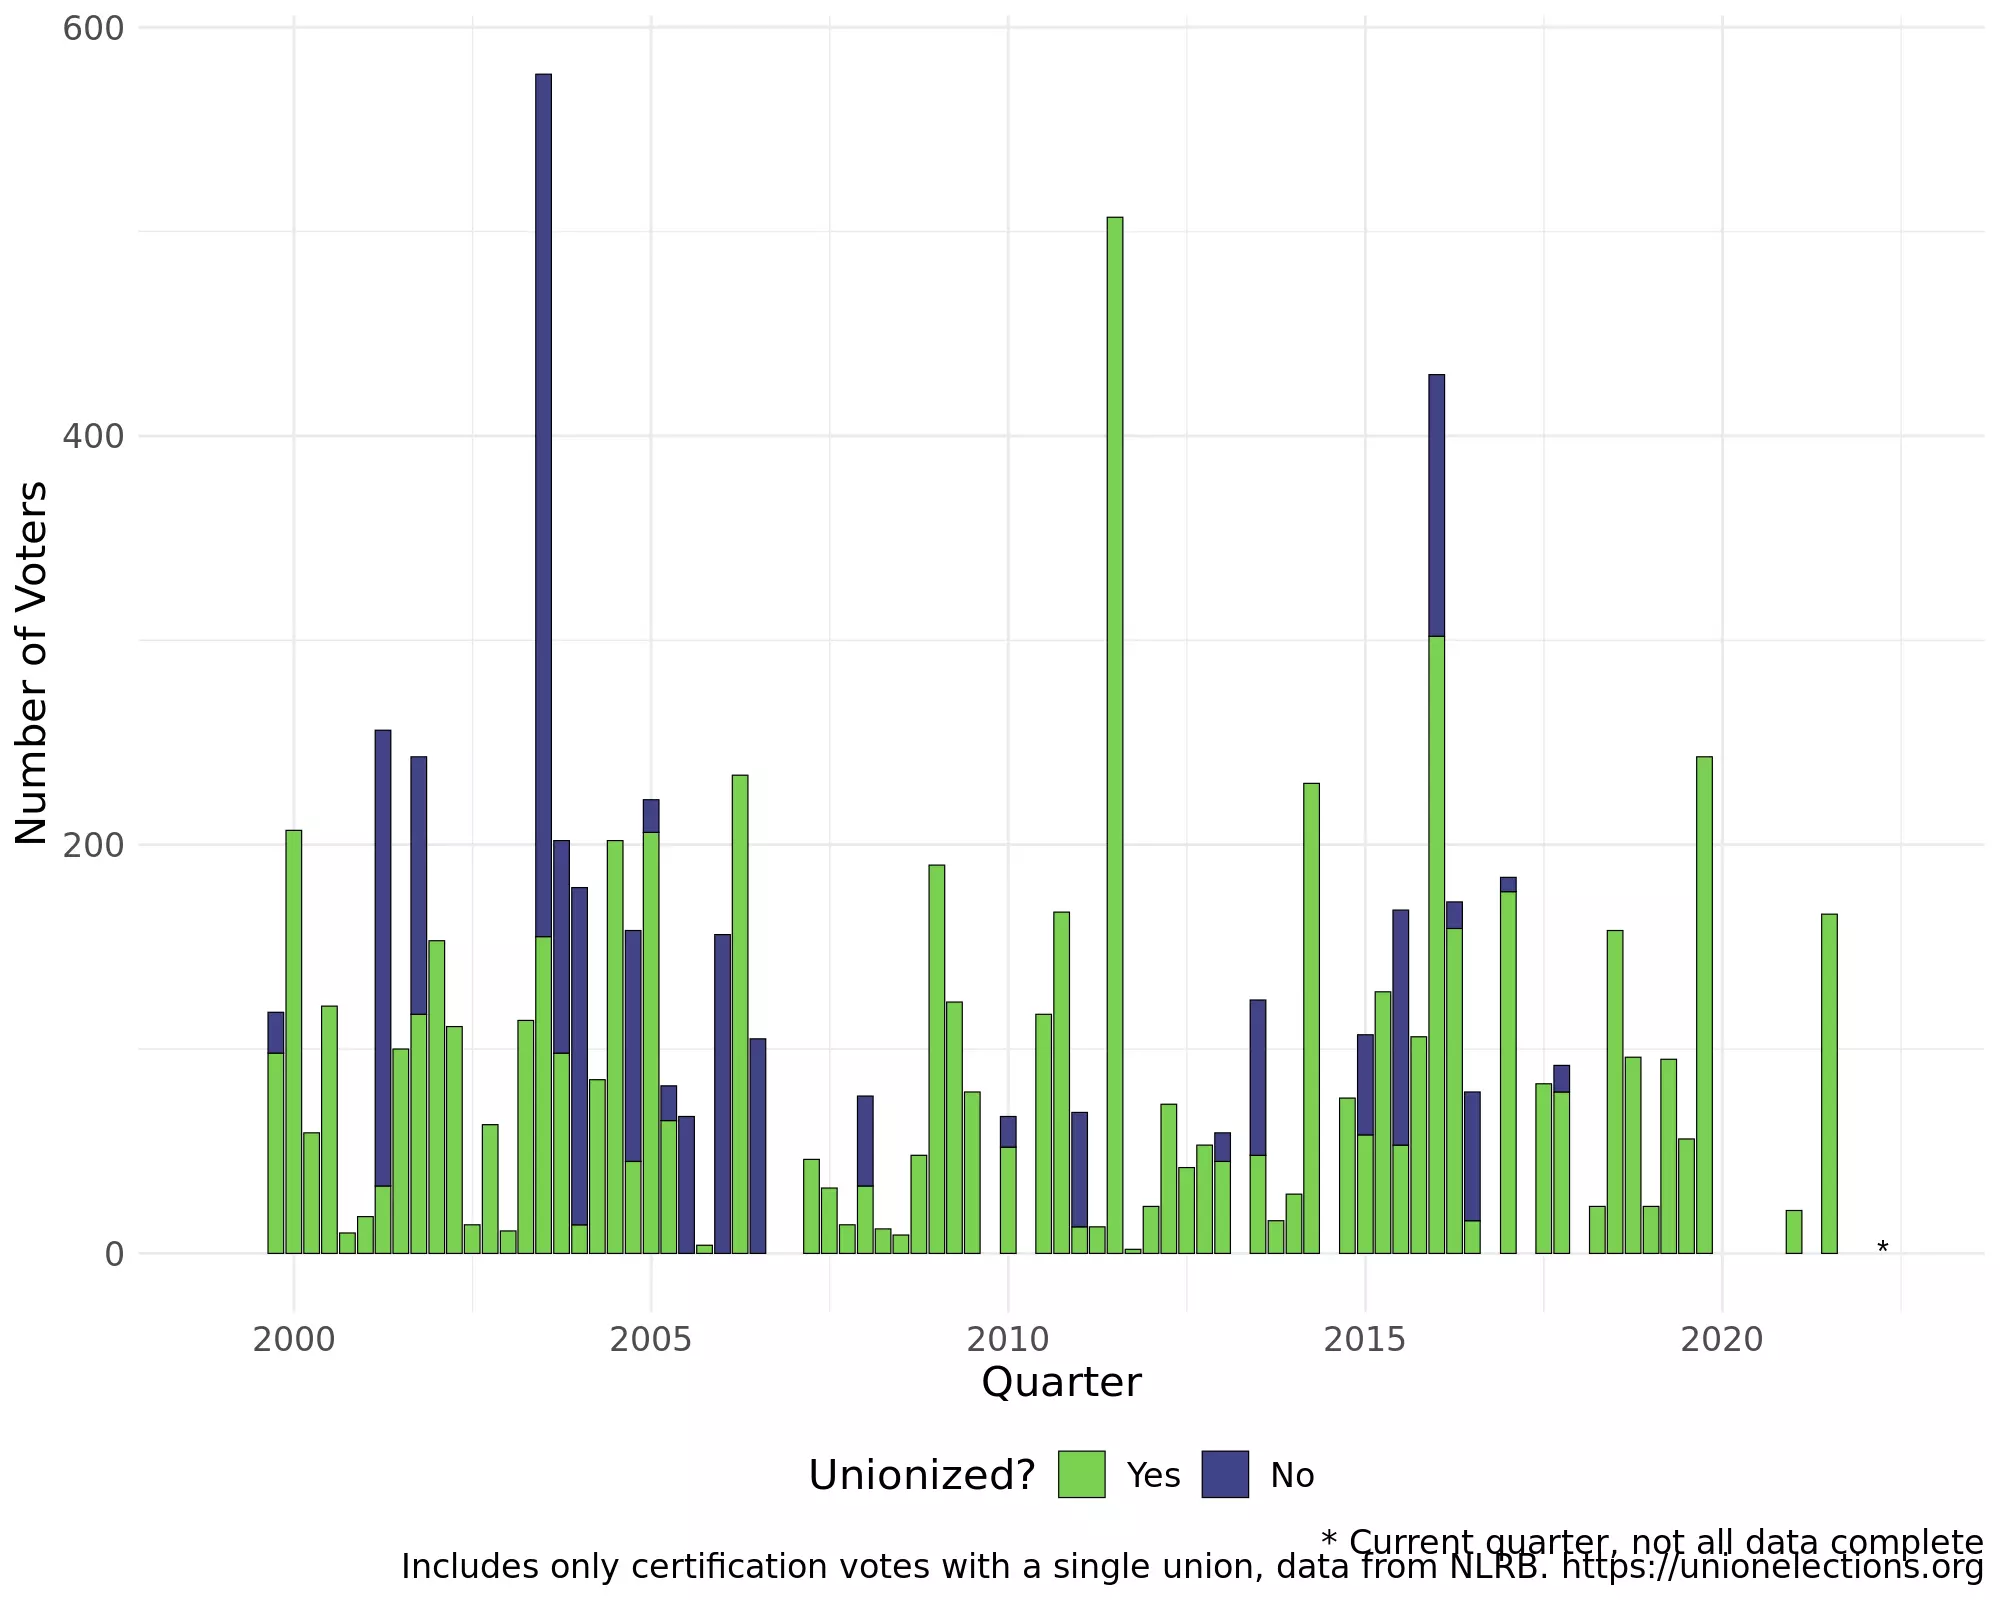 600
400
200
0
Number of Voters
*
2000 2005 2010 2015 2020
Quarter
Unionized? Yes No
* Current quarter, not all data complete
Includes only certification votes with a single union, data from NLRB. https://unionelections.org